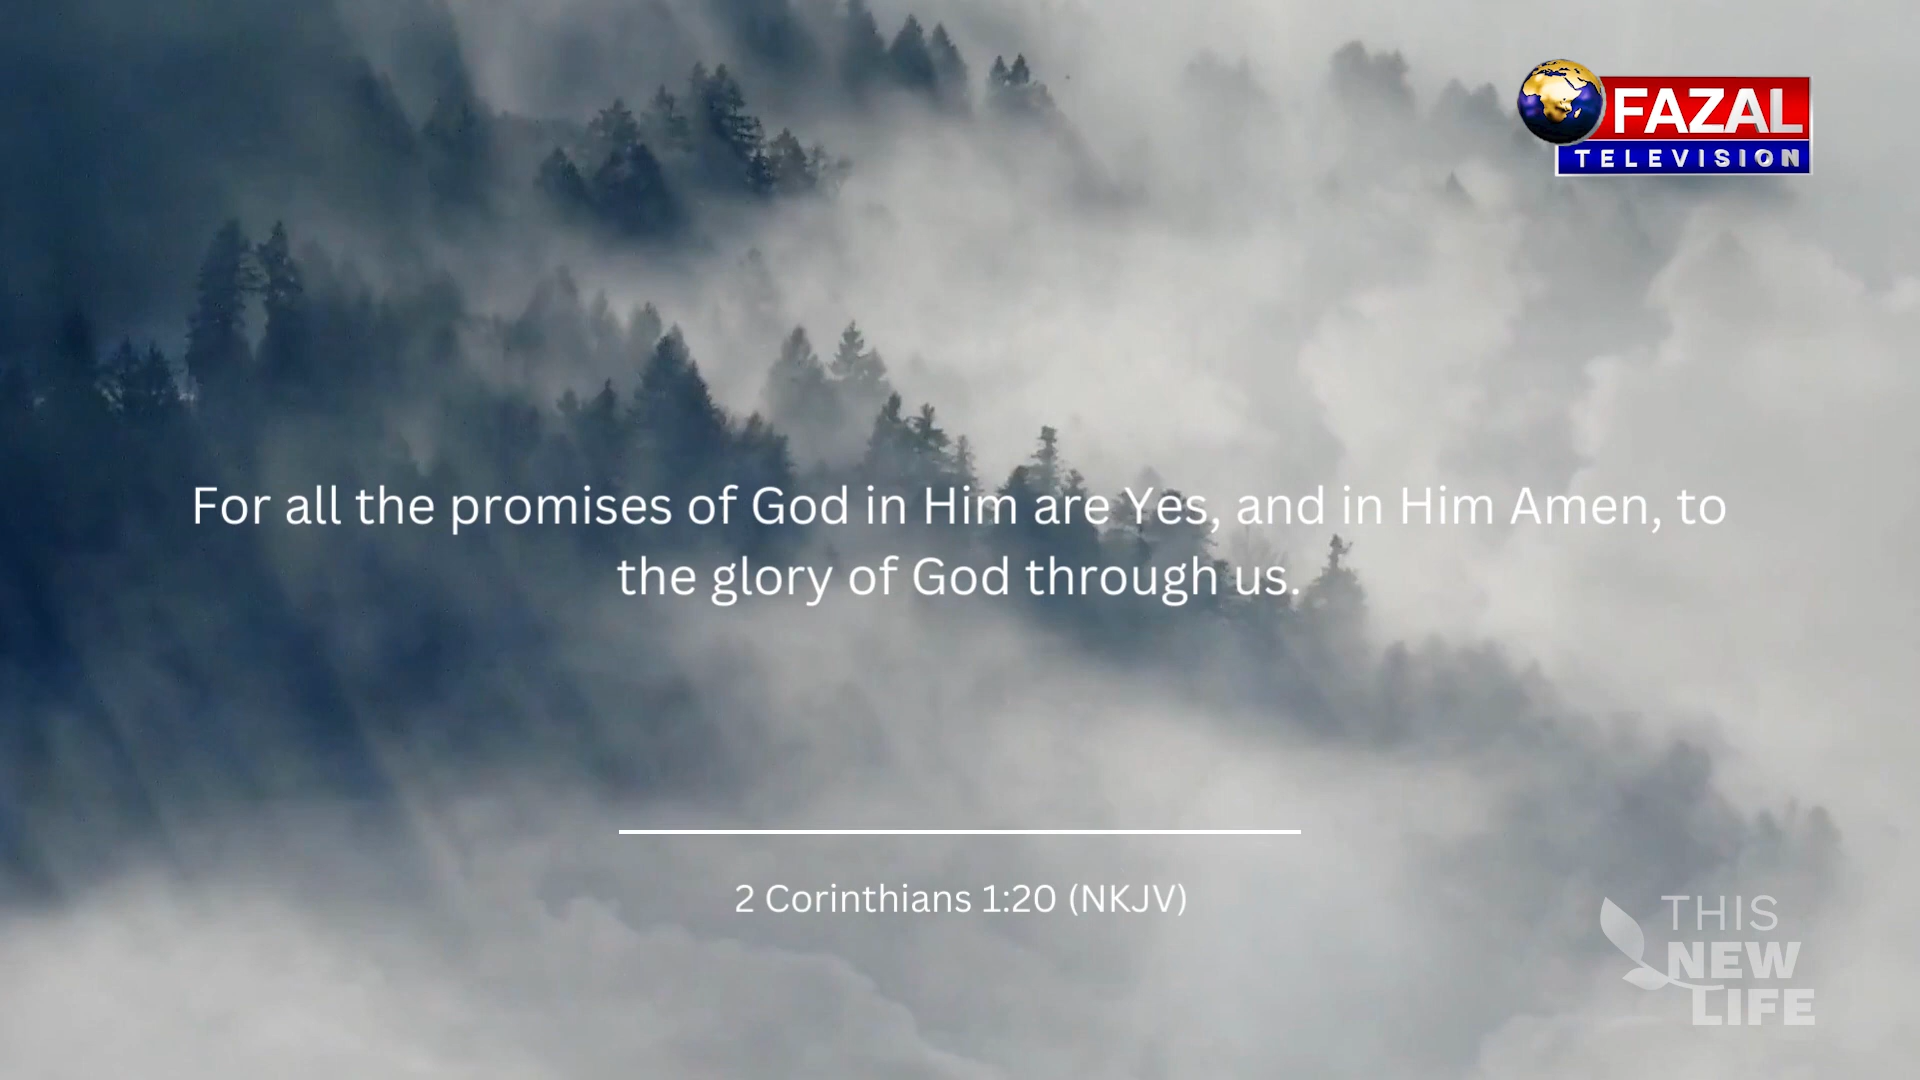 FAZAL
TELEVISION
For all the promises of God in Him are Yes, and in Him Amen, to
the glory of God through us.
2 Corinthians 1:20 (NKJV)
THIS
NEW
LIFE